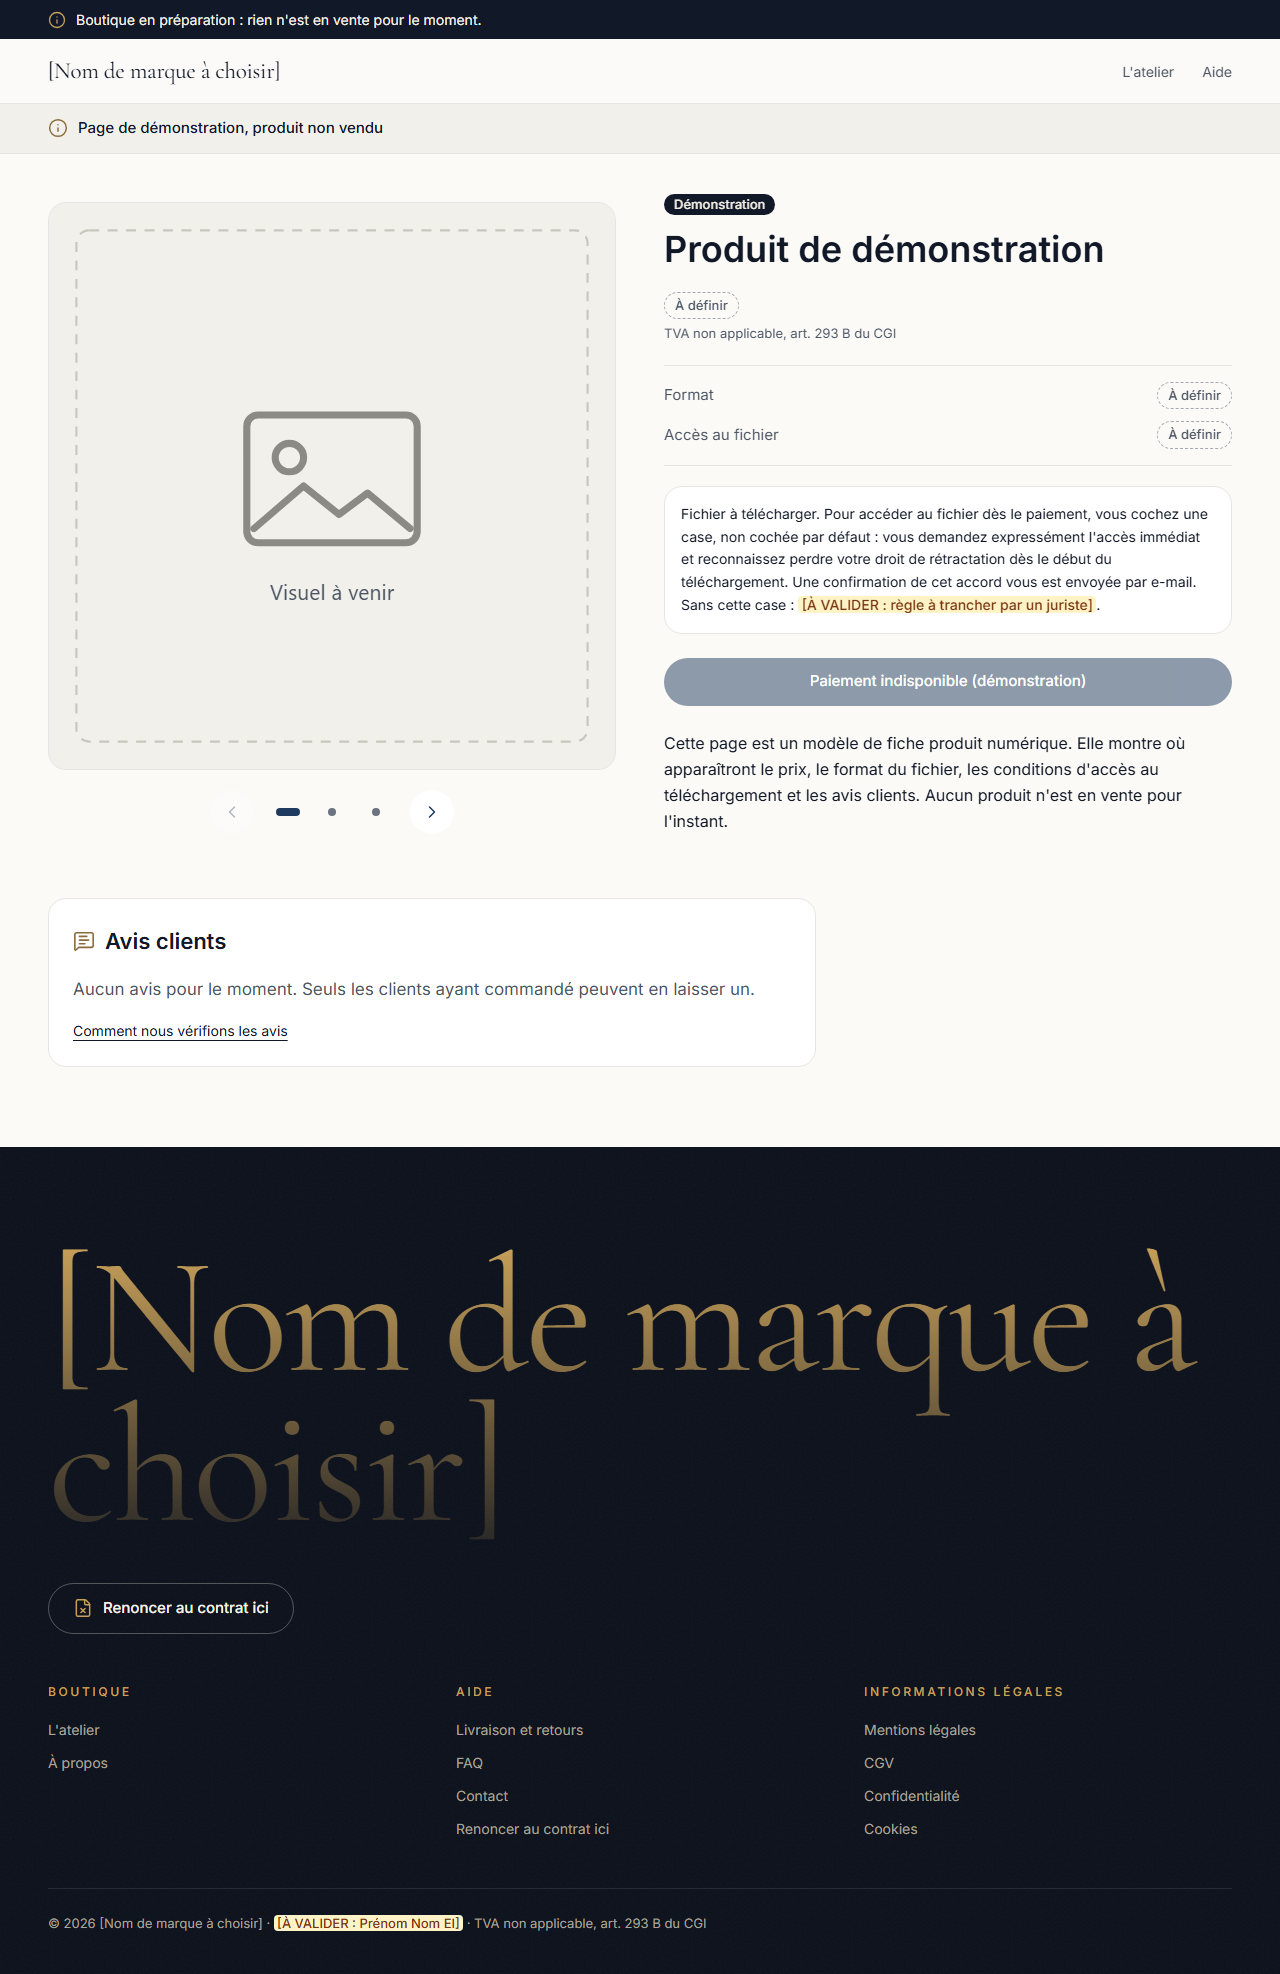 Boutique en préparation : rien n'est en vente pour le moment.
[Nom de marque à choisir]
L'atelier
Aide
Page de démonstration, produit non vendu
Visuel à venir
Démonstration
Produit de démonstration
À définir
TVA non applicable, art. 293 B du CGI
Format
À définir
Accès au fichier
À définir
Fichier à télécharger. Pour accéder au fichier dès le paiement, vous cochez une
case, non cochée par défaut : vous demandez expressément l'accès immédiat
et reconnaissez perdre votre droit de rétractation dès le début du
téléchargement. Une confirmation de cet accord vous est envoyée par e-mail.
Sans cette case : [À VALIDER : règle à trancher par un juriste].
Paiement indisponible (démonstration)
Cette page est un modèle de fiche produit numérique. Elle montre où
apparaîtront le prix, le format du fichier, les conditions d'accès au
téléchargement et les avis clients. Aucun produit n'est en vente pour
l'instant.
Avis clients
Aucun avis pour le moment. Seuls les clients ayant commandé peuvent en laisser un.
Comment nous vérifions les avis
[Nom de marque à
choisir]
Renoncer au contrat ici
BOUTIQUE
L'atelier
À propos
AIDE
Livraison et retours
FAQ
Contact
Renoncer au contrat ici
INFORMATIONS LÉGALES
Mentions légales
CGV
Confidentialité
Cookies
© 2026 [Nom de marque à choisir] · [À VALIDER : Prénom Nom EI] · TVA non applicable, art. 293 B du CGI